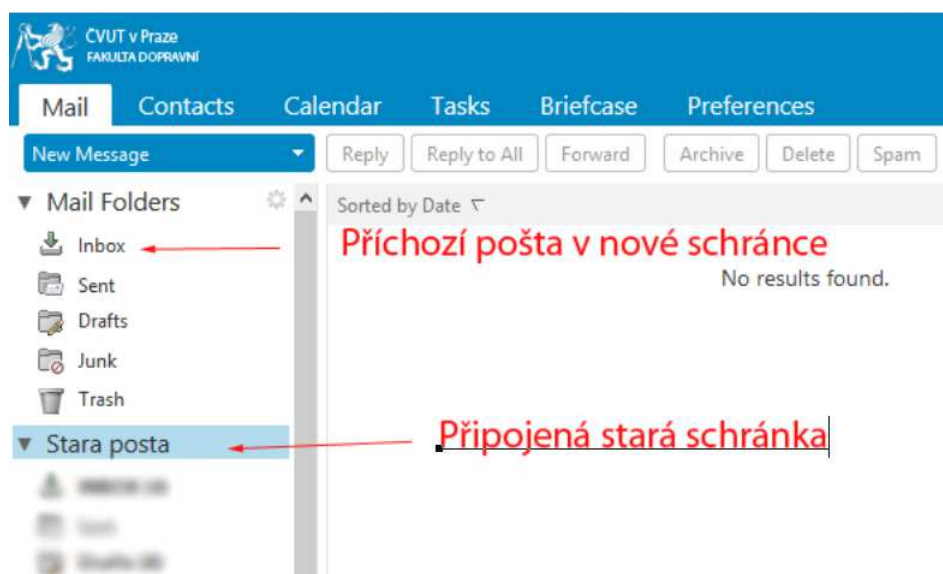 ČVUT v Praze
FAKULTA DOPRAVNÍ
Mail Contacts Calendar Tasks Briefcase Preferences
New Message Reply Reply to All Forward Archive Delete Spam
Mail Folders
Sorted by Date
Inbox
Příchozí pošta v nové schránce
No results found.
Sent
Drafts
Junk
Trash
Stara posta
Připojená stará schránka